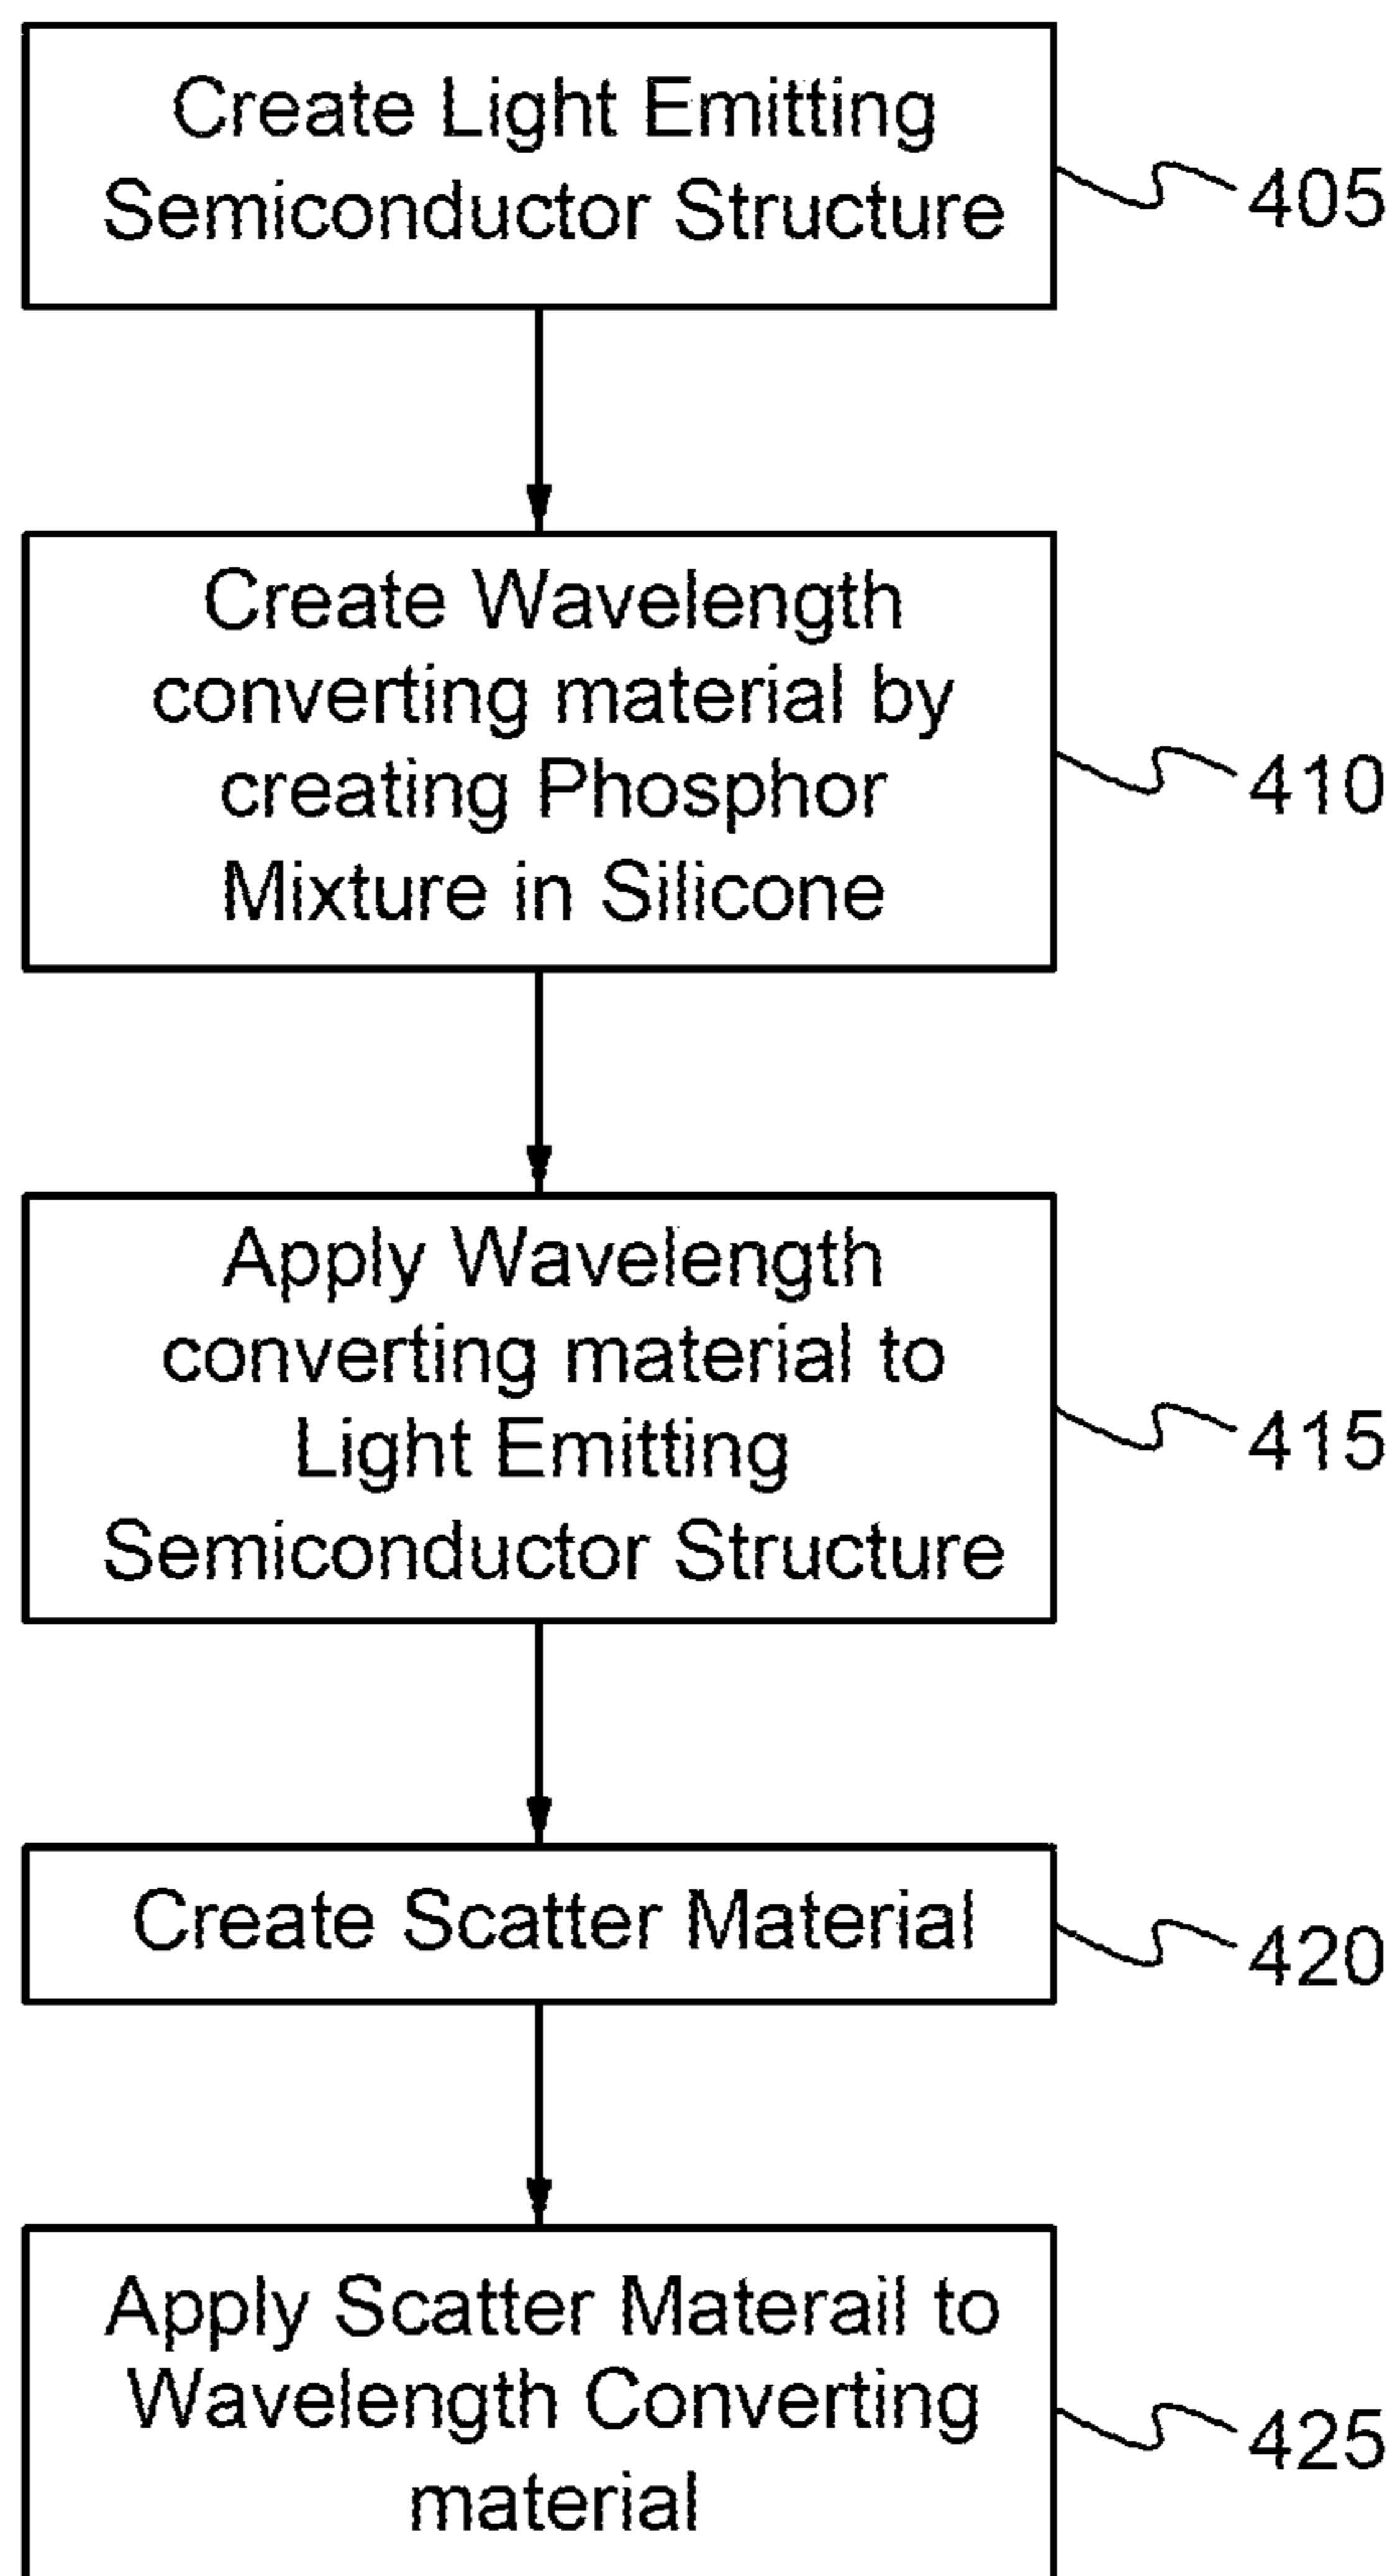 Create Light Emitting
Semiconductor Structure
405
Create Wavelength
converting material by
creating Phosphor
Mixture in Silicone
410
Apply Wavelength
converting material to
Light Emitting
Semiconductor Structure
415
Create Scatter Material
420
Apply Scatter Materail to
Wavelength Converting
material
425